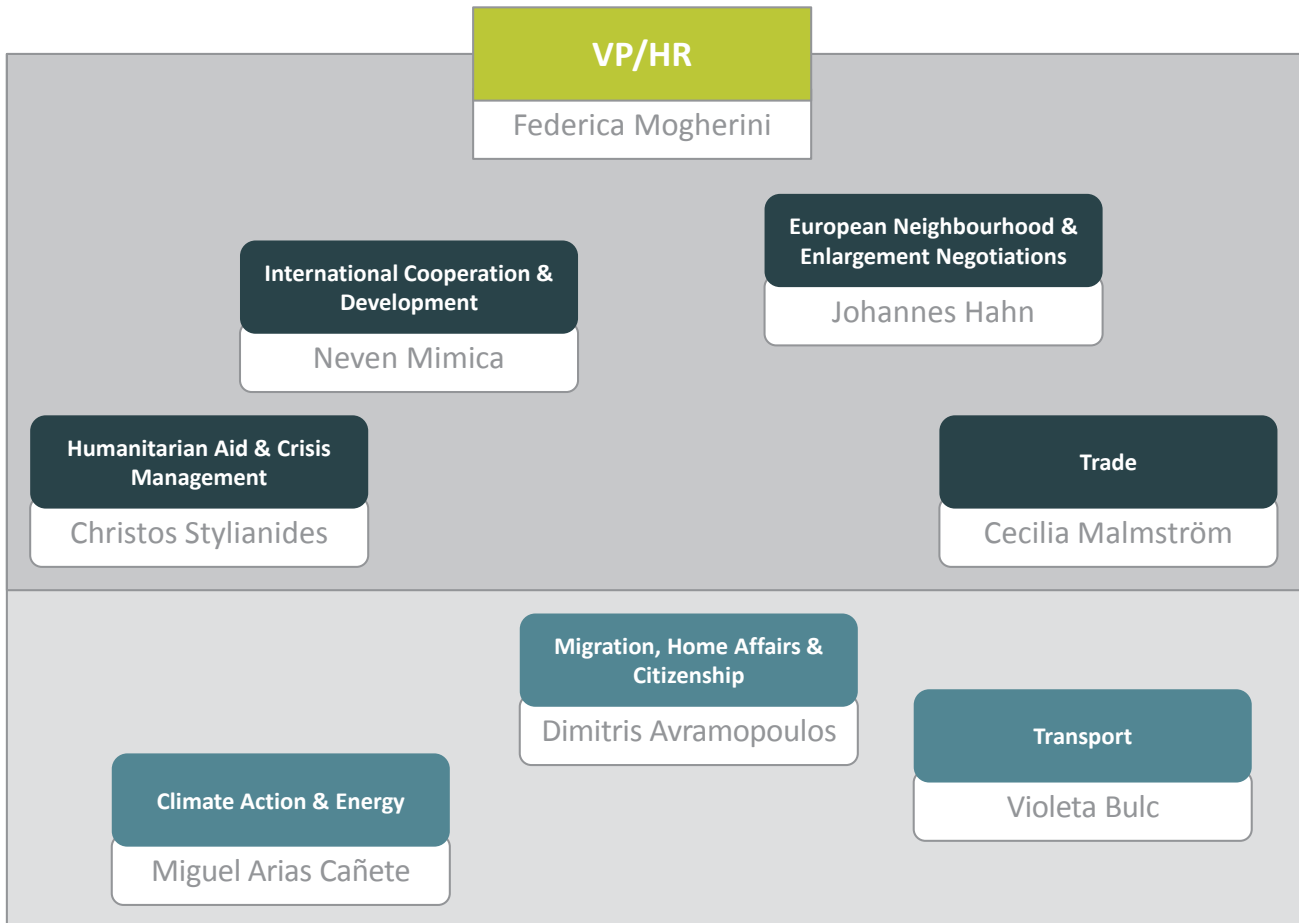 VP/HR
Federica Mogherini
European Neighbourhood &
Enlargement Negotiations
Johannes Hahn
International Cooperation &
Development
Neven Mimica
Humanitarian Aid & Crisis
Management
Christos Stylianides
Trade
Cecilia Malmström
Migration, Home Affairs &
Citizenship
Dimitris Avramopoulos
Transport
Violeta Bulc
Climate Action & Energy
Miguel Arias Cañete